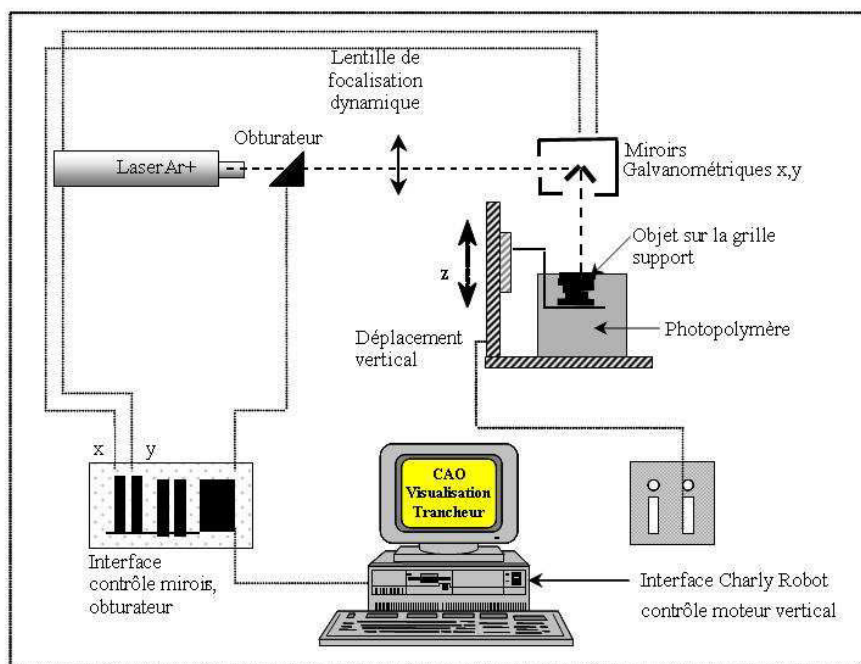 Lentille de
focalisation
dynamique
Obturateur
LaserAr+
Miroirs
Galvanométriques x,y
Objet sur la grille
support
z
Photopolymère
Déplacement
vertical
x y
CAO
Visualisation
Trancheur
Interface
contrôle mirois,
obturateur
Interface Charly Robot
contrôle moteur vertical